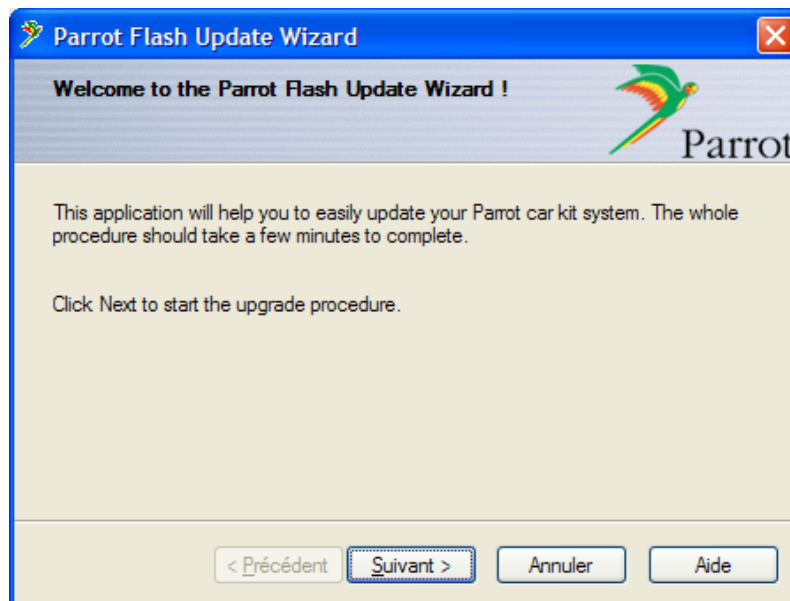 Parrot Flash Update Wizard
Welcome to the Parrot Flash Update Wizard !
Parrot
This application will help you to easily update your Parrot car kit system. The whole
procedure should take a few minutes to complete.
Click Next to start the upgrade procedure.
< Précédent
Suivant >
Annuler
Aide